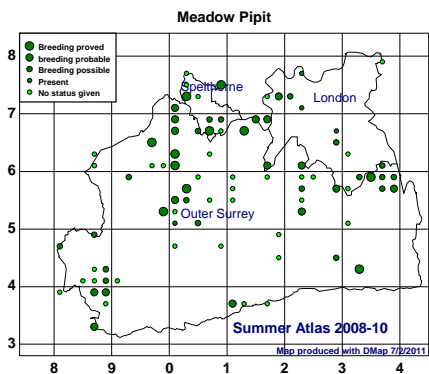 Meadow Pipit
8
7
6
5
4
3
Breeding proved
breeding probable
Breeding possible
Present
No status given
Spelthorne
London
Outer Surrey
Summer Atlas 2008-10
Map produced with DMap 7/2/2011
8 9 0 1 2 3 4